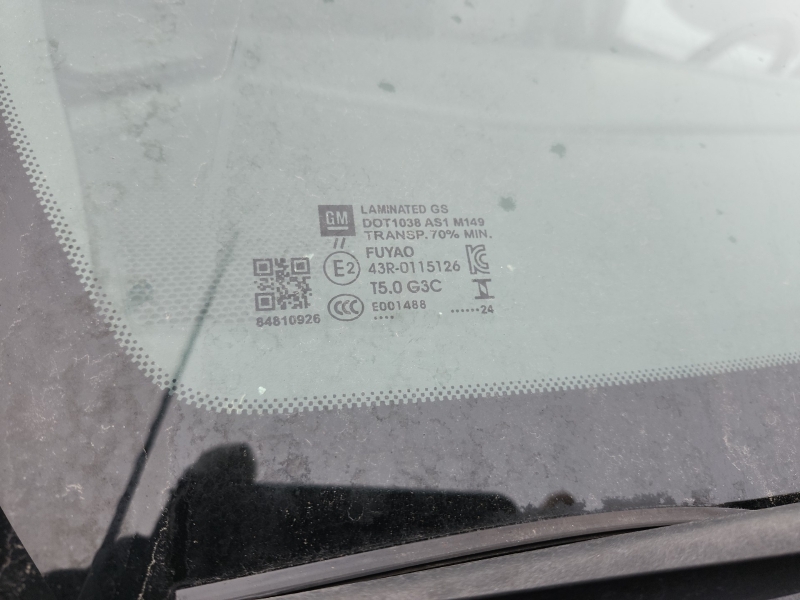 GM
LAMINATED GS
DOT1038 AS1 M149
TRANSP. 70% MIN.
//
FUYAO
E2
43R-0115126
T5.0 G3C
I
CCC
E001488
84810926
....
......24